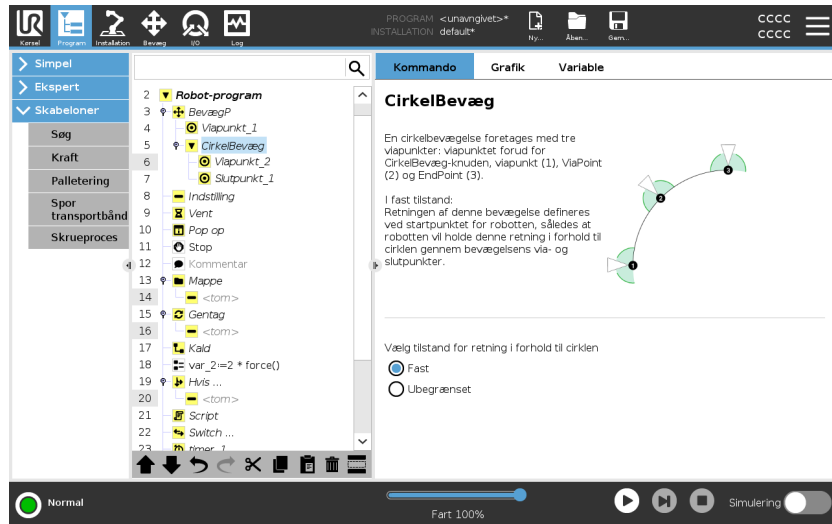 UR
PROGRAM <unavngivet>*
INSTALLATION default*
cccc
cccc
Kørsel
Program
Installation
Bevæg
I/O
Log
Ny...
Åben...
Gem...
Simpel
Ekspert
Skabeloner
Søg
Kraft
Palletering
Spor
transportbånd
Skrueproces
2 Robot-program
3 BevægP
4 Viapunkt_1
5 CirkelBevæg
6 Viapunkt_2
7 Slutpunkt_1
8 Indstilling
9 Vent
10 Pop op
11 Stop
12 Kommentar
13 Mappe
14 <tom>
15 Gentag
16 <tom>
17 Kald
18 var_2:=2 * force()
19 Hvis ...
20 <tom>
21 Script
22 Switch ...
23 timer_1
Kommando
Grafik
Variable
CirkelBevæg
En cirkelbevægelse foretages med tre
viapunkter: viapunktet forud for
CirkelBevæg-knuden, viapunkt (1), ViaPoint
(2) og EndPoint (3).
I fast tilstand:
Retningen af denne bevægelse defineres
ved startpunktet for robotten, således at
robotten vil holde denne retning i forhold til
cirklen gennem bevægelsens via- og
slutpunkter.
3
2
1
Vælg tilstand for retning i forhold til cirklen
Fast
Ubegrænset
Normal
Fart 100%
Simulering